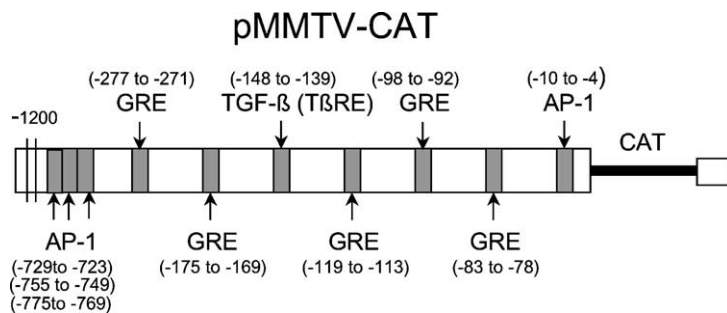 pMMTV-CAT
(-277 to -271) (-148 to -139) (-98 to -92) (-10 to -4)
GRE TGF-ß (TßRE) GRE AP-1
-1200
CAT
AP-1 GRE GRE GRE
(-729to -723) (-175 to -169) (-119 to -113) (-83 to -78)
(-755 to -749)
(-775to -769)